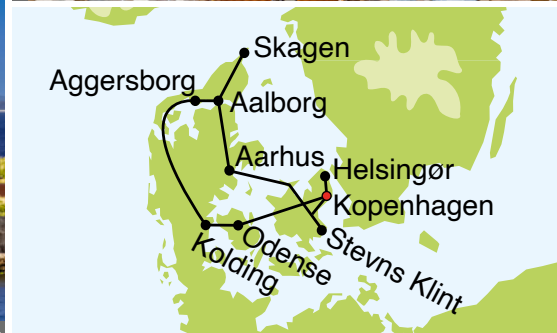 Skagen
Aggersborg
Aalborg
Aarhus
Helsingør
Kopenhagen
Odense
Kolding
Stevns Klint